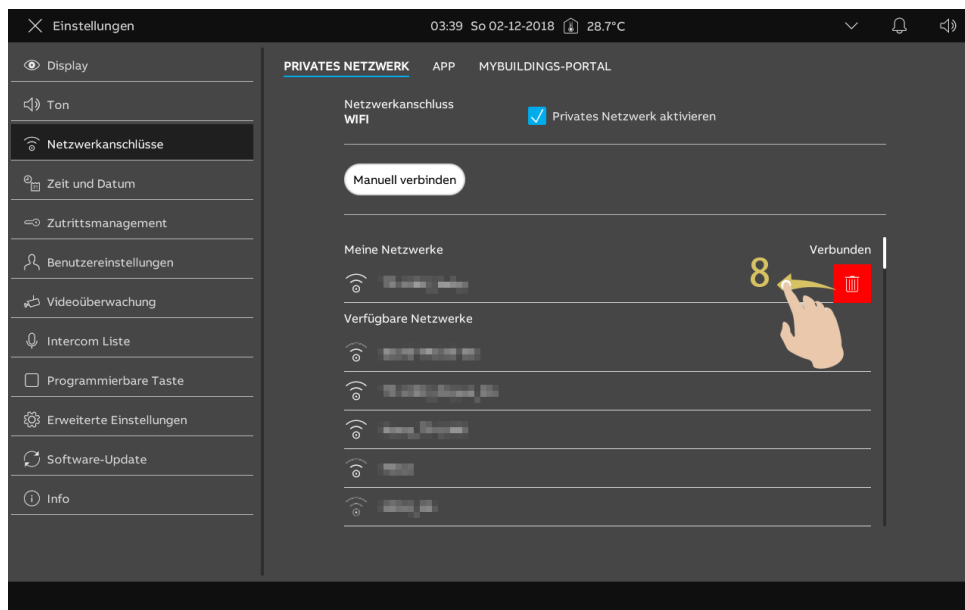 Einstellungen
03:39 So 02-12-2018 28.7°C
Display
Ton
Netzwerkanschlüsse
Zeit und Datum
Zutrittsmanagement
Benutzereinstellungen
Videoüberwachung
Intercom Liste
Programmierbare Taste
Erweiterte Einstellungen
Software-Update
Info
PRIVATES NETZWERK APP MYBUILDINGS-PORTAL
Netzwerkanschluss
WIFI
Privates Netzwerk aktivieren
Manuell verbinden
Meine Netzwerke Verbunden
8
Verfügbare Netzwerke